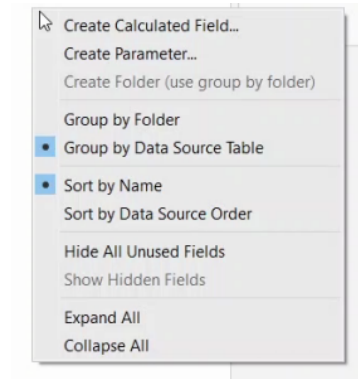 Create Calculated Field...
Create Parameter...
Create Folder (use group by folder)
Group by Folder
Group by Data Source Table
Sort by Name
Sort by Data Source Order
Hide All Unused Fields
Show Hidden Fields
Expand All
Collapse All